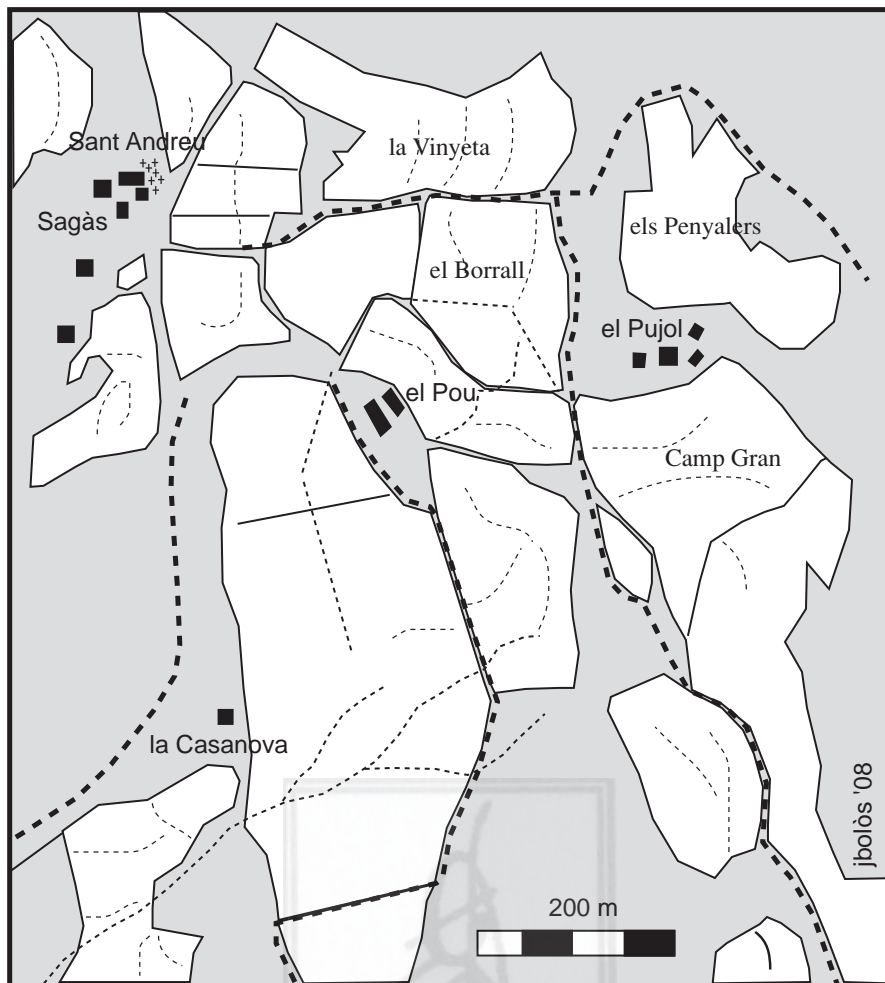 Sant Andreu
la Vinyeta
Sagàs
els Penyalers
el Borrall
el Pujol
el Pou
Camp Gran
la Casanova
jbolòs '08
200 m